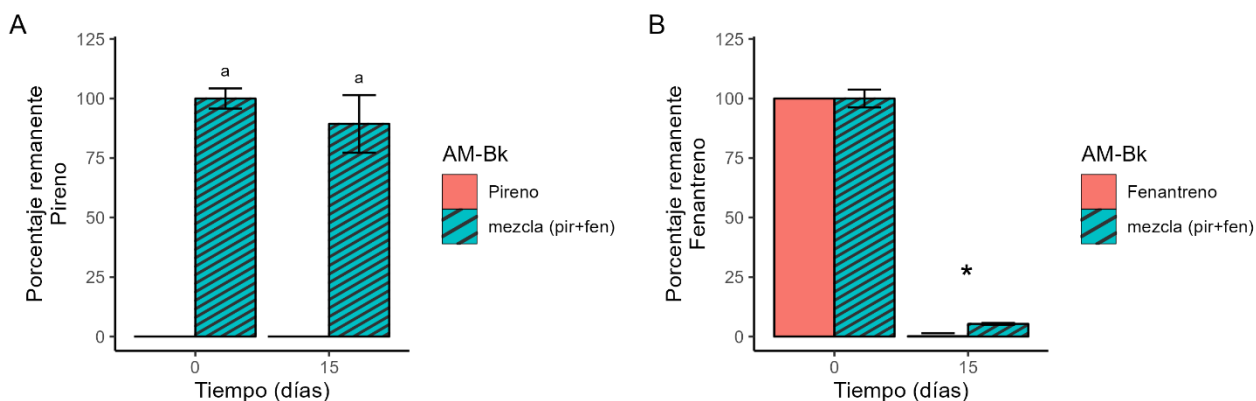 A
Porcentaje remanente
Pireno
125
100
75
50
25
0
a
a
0
15
Tiempo (días)
AM-Bk
Pireno
mezcla (pir+fen)
B
Porcentaje remanente
Fenantreno
125
100
75
50
25
0
*
0
15
Tiempo (días)
AM-Bk
Fenantreno
mezcla (pir+fen)